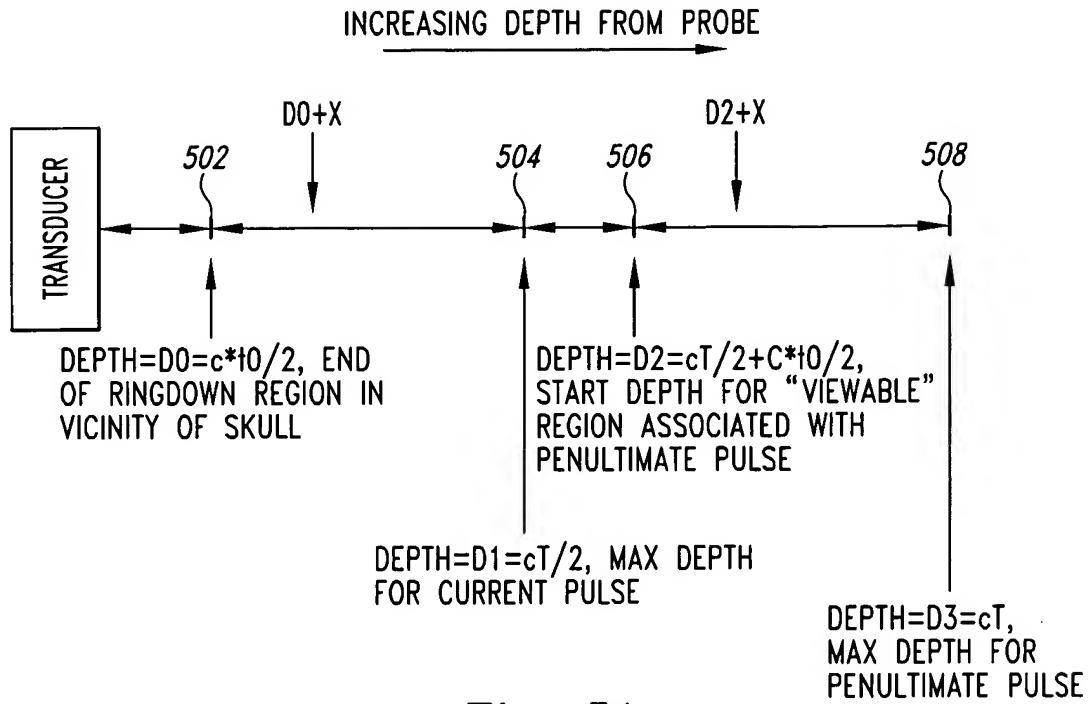 INCREASING DEPTH FROM PROBE
D0+X
D2+X
502
504
506
508
TRANSDUCER
DEPTH=D0=c*t0/2, END
OF RINGDOWN REGION IN
VICINITY OF SKULL
DEPTH=D2=cT/2+C*t0/2,
START DEPTH FOR “VIEWABLE”
REGION ASSOCIATED WITH
PENULTIMATE PULSE
DEPTH=D1=cT/2, MAX DEPTH
FOR CURRENT PULSE
DEPTH=D3=cT,
MAX DEPTH FOR
PENULTIMATE PULSE